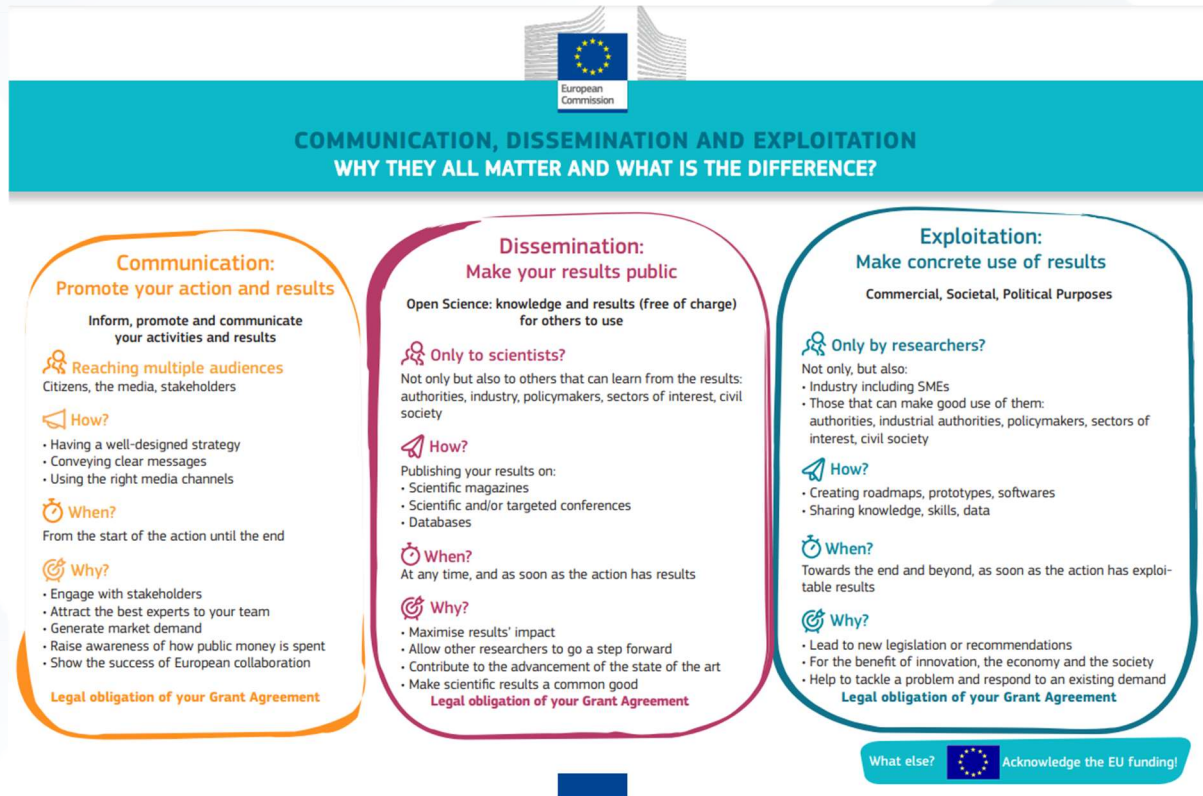 European
Commission
COMMUNICATION, DISSEMINATION AND EXPLOITATION
WHY THEY ALL MATTER AND WHAT IS THE DIFFERENCE?
Communication:
Promote your action and results
Inform, promote and communicate
your activities and results
Reaching multiple audiences
Citizens, the media, stakeholders
How?
• Having a well-designed strategy
• Conveying clear messages
• Using the right media channels
When?
From the start of the action until the end
Why?
• Engage with stakeholders
• Attract the best experts to your team
• Generate market demand
• Raise awareness of how public money is spent
• Show the success of European collaboration
Legal obligation of your Grant Agreement
Dissemination:
Make your results public
Open Science: knowledge and results (free of charge)
for others to use
Only to scientists?
Not only but also to others that can learn from the results:
authorities, industry, policymakers, sectors of interest, civil
society
How?
Publishing your results on:
• Scientific magazines
• Scientific and/or targeted conferences
• Databases
When?
At any time, and as soon as the action has results
Why?
• Maximise results' impact
• Allow other researchers to go a step forward
• Contribute to the advancement of the state of the art
• Make scientific results a common good
Legal obligation of your Grant Agreement
Exploitation:
Make concrete use of results
Commercial, Societal, Political Purposes
Only by researchers?
Not only, but also:
• Industry including SMEs
• Those that can make good use of them:
authorities, industrial authorities, policymakers, sectors of
interest, civil society
How?
• Creating roadmaps, prototypes, softwares
• Sharing knowledge, skills, data
When?
Towards the end and beyond, as soon as the action has exploi-
table results
Why?
• Lead to new legislation or recommendations
• For the benefit of innovation, the economy and the society
• Help to tackle a problem and respond to an existing demand
Legal obligation of your Grant Agreement
What else?
Acknowledge the EU funding!